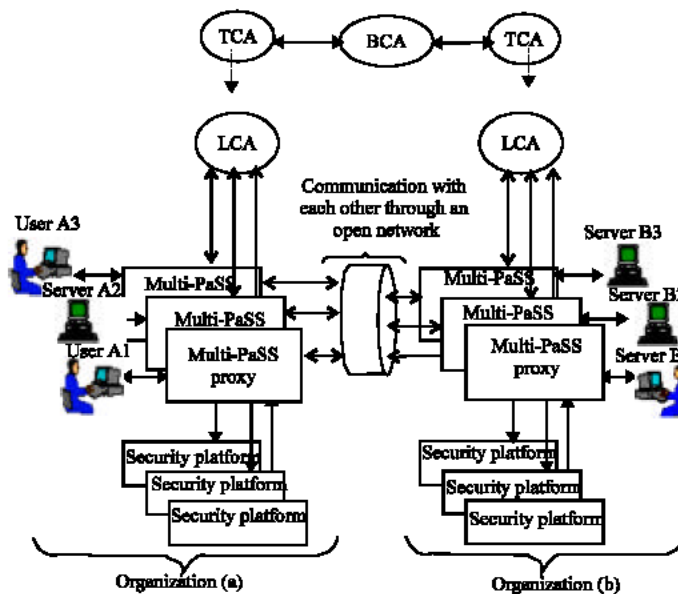 TCA
BCA
TCA
LCA
LCA
Communication with
each other through an
open network
User A3
Server A2
User A1
Multi-PaSS
Multi-PaSS
Multi-PaSS
proxy
Server B3
Server B
Server B
Multi-PaSS
Multi-PaSS
Multi-PaSS
proxy
Security platform
Security platform
Security platform
Security platform
Security platform
Security platform
Organization (a)
Organization (b)